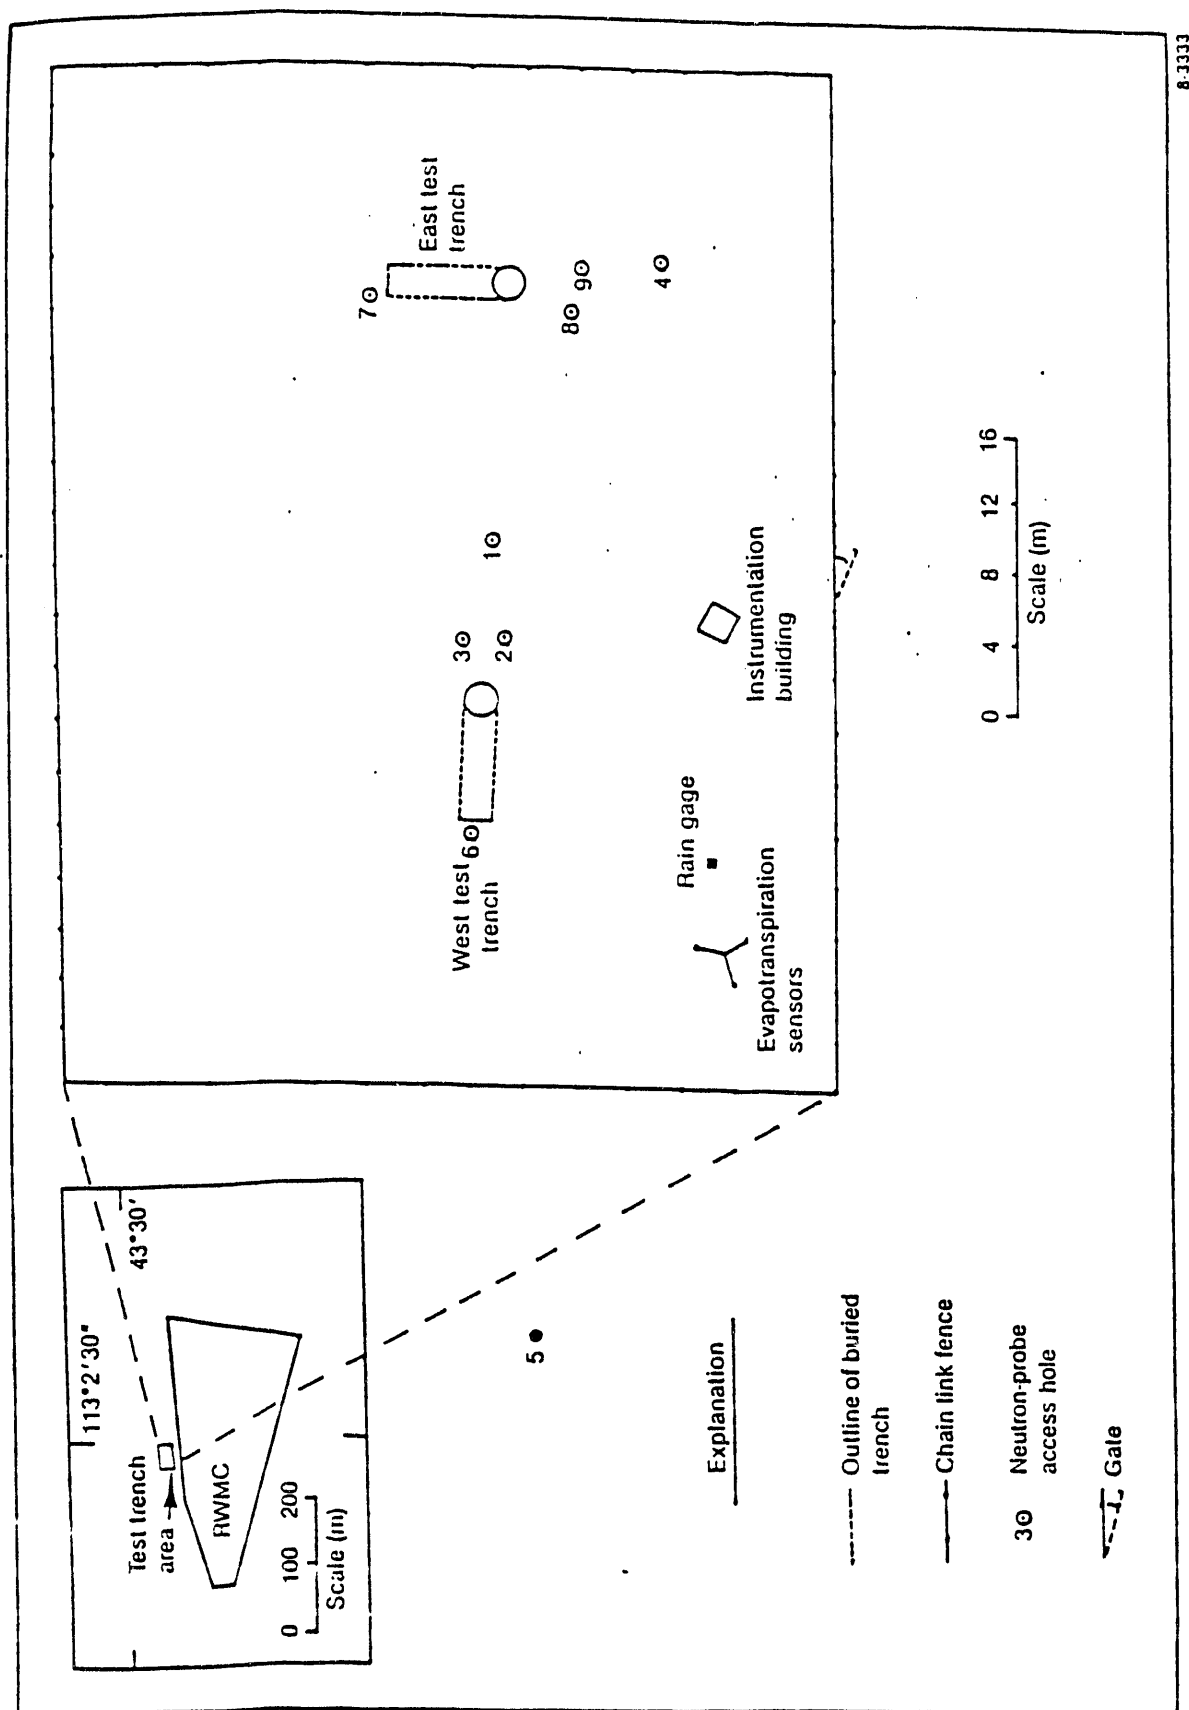 113°2'30"
43°30'
Test trench
area
RWMC
0 100 200
Scale (m)
5
Explanation
Outline of buried
trench
Chain link fence
3 Neutron-probe
access hole
Gate
7
East test
trench
8
9
4
1
3
2
6
West test
trench
Rain gage
Evapotranspiration
sensors
Instrumentation
building
0 4 8 12 16
Scale (m)
8-3333